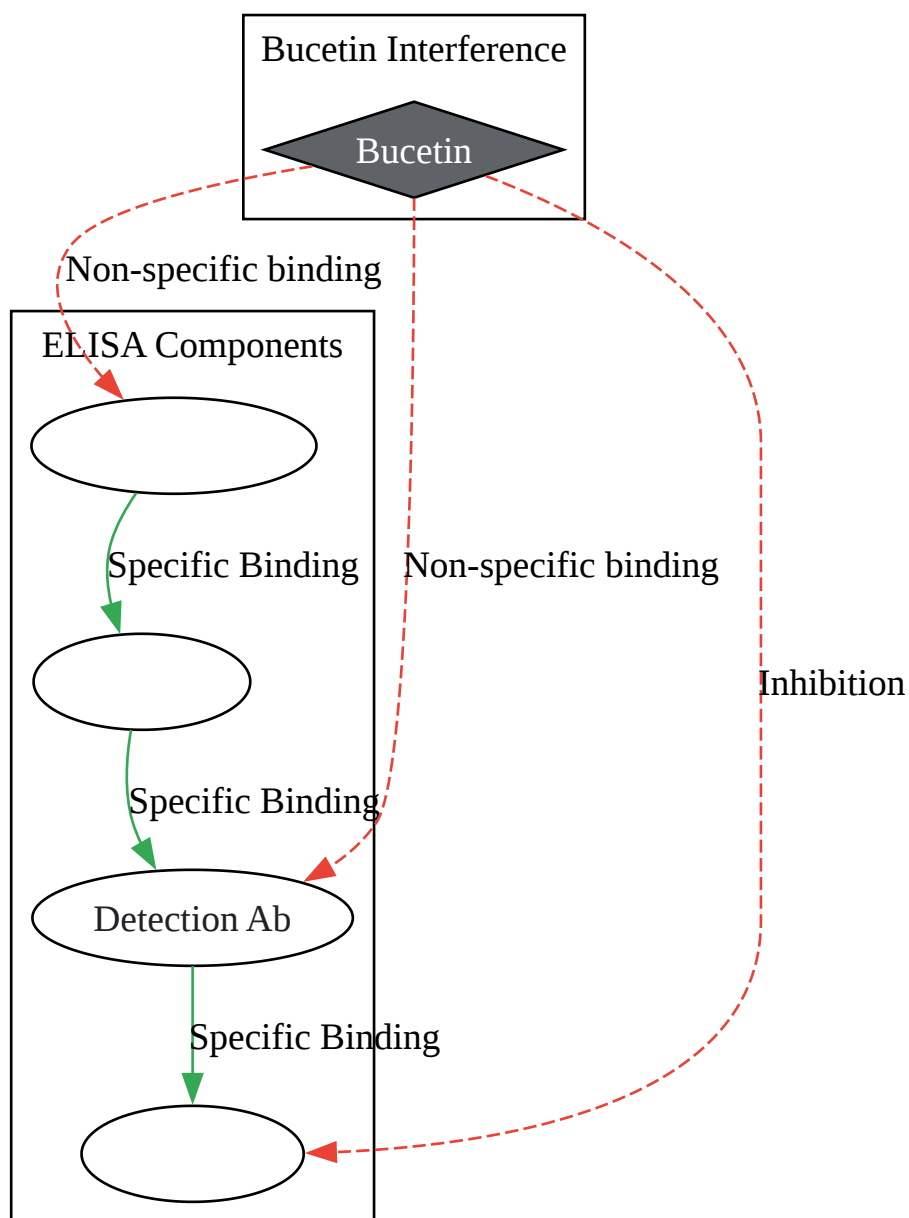 Bucetin Interference
Bucetin
Non-specific binding
ELISA Components
Specific Binding
Non-specific binding
Inhibition
Specific Binding
Detection Ab
Specific Binding